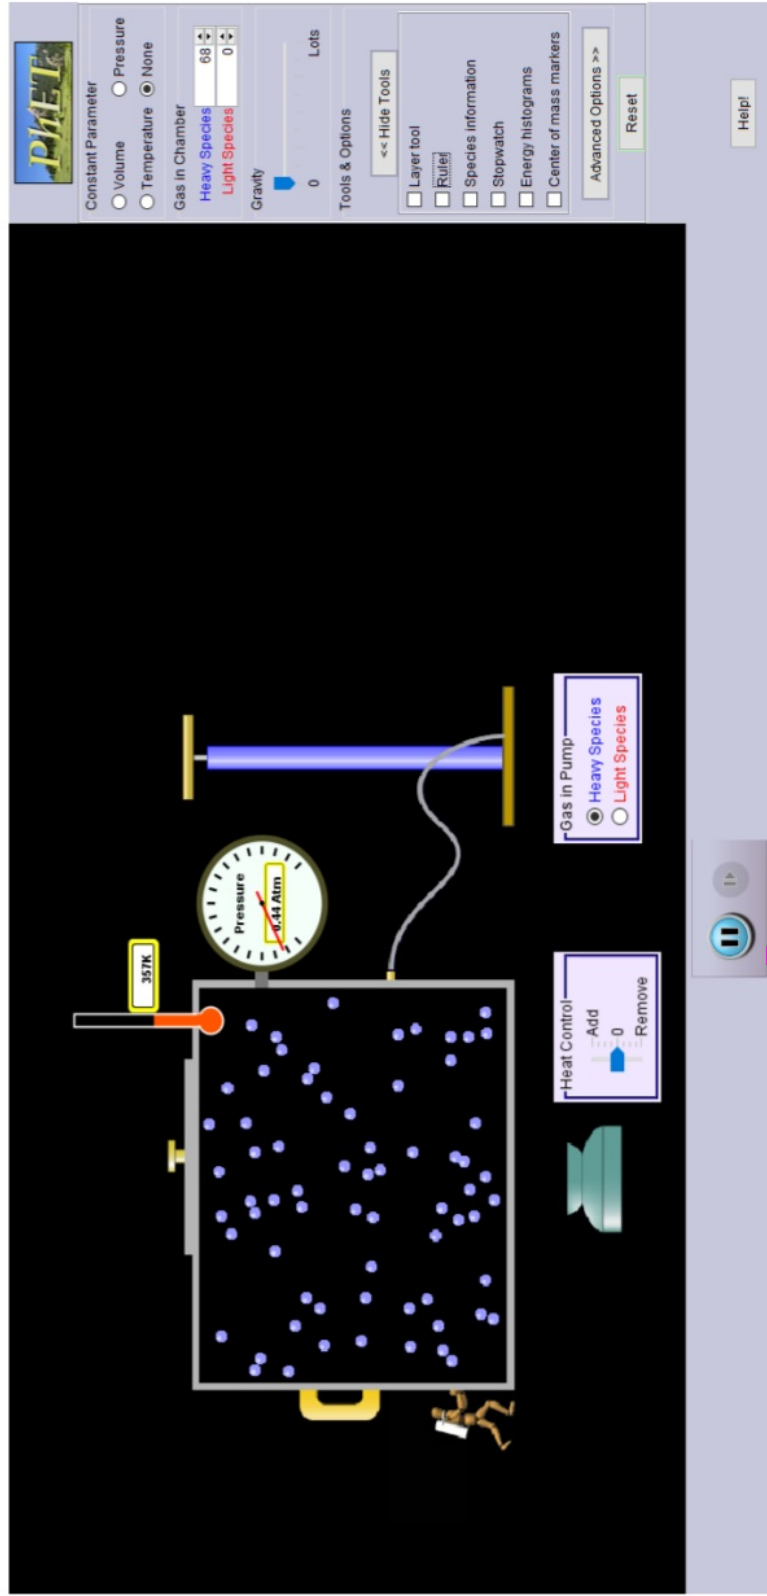 PhET
Constant Parameter
Volume Pressure
Temperature None
Gas in Chamber
Heavy Species 68
Light Species 0
Gravity
0 Lots
Tools & Options
<< Hide Tools
Layer tool
Ruler
Species information
Stopwatch
Energy histograms
Center of mass markers
Advanced Options >>
Reset
Help!
357K
Pressure
0.44 Atm
Gas in Pump
Heavy Species
Light Species
Heat Control
Add
0
Remove